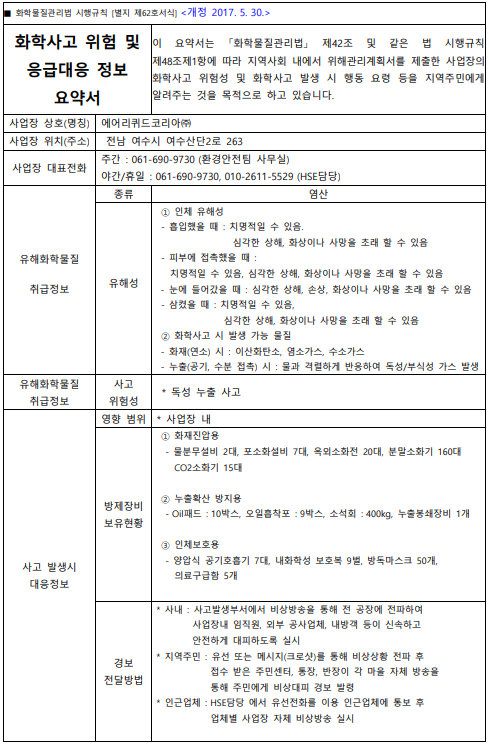 ■ 화학물질관리법 시행규칙 [별지 제62호서식] <개정 2017. 5. 30.>
화학사고 위험 및
응급대응 정보
요약서
이 요약서는 「화학물질관리법」 제42조 및 같은 법 시행규칙
제48조제1항에 따라 지역사회 내에서 위해관리계획서를 제출한 사업장의
화학사고 위험성 및 화학사고 발생 시 행동 요령 등을 지역주민에게
알려주는 것을 목적으로 하고 있습니다.
사업장 상호(명칭) 에어리퀴드코리아㈜
사업장 위치(주소) 전남 여수시 여수산단2로 263
사업장 대표전화
주간 : 061-690-9730 (환경안전팀 사무실)
야간/휴일 : 061-690-9730, 010-2611-5529 (HSE담당)
유해화학물질
취급정보
종류 염산
유해성
① 인체 유해성
- 흡입했을 때 : 치명적일 수 있음.
심각한 상해, 화상이나 사망을 초래 할 수 있음
- 피부에 접촉했을 때 :
치명적일 수 있음, 심각한 상해, 화상이나 사망을 초래 할 수 있음
- 눈에 들어갔을 때 : 심각한 상해, 손상, 화상이나 사망을 초래 할 수 있음
- 삼켰을 때 : 치명적일 수 있음,
심각한 상해, 화상이나 사망을 초래 할 수 있음
② 화학사고 시 발생 가능 물질
- 화재(연소) 시 : 이산화탄소, 염소가스, 수소가스
- 누출(공기, 수분 접촉) 시 : 물과 격렬하게 반응하여 독성/부식성 가스 발생
유해화학물질
취급정보
사고
위험성
* 독성 누출 사고
사고 발생시
대응정보
영향 범위 * 사업장 내
방제장비
보유현황
① 화재진압용
- 물분무설비 2대, 포소화설비 7대, 옥외소화전 20대, 분말소화기 160대
CO2소화기 15대
② 누출확산 방지용
- Oil패드 : 10박스, 오일흡착포 : 9박스, 소석회 : 400kg, 누출봉쇄장비 1개
③ 인체보호용
- 양압식 공기호흡기 7대, 내화학성 보호복 9벌, 방독마스크 50개,
의료구급함 5개
경보
전달방법
* 사내 : 사고발생부서에서 비상방송을 통해 전 공장에 전파하여
사업장내 임직원, 외부 공사업체, 내방객 등이 신속하고
안전하게 대피하도록 실시
* 지역주민 : 유선 또는 메시지(크로샷)를 통해 비상상황 전파 후
접수 받은 주민센터, 통장, 반장이 각 마을 자체 방송을
통해 주민에게 비상대피 경보 발령
* 인근업체 : HSE담당 에서 유선전화를 이용 인근업체에 통보 후
업체별 사업장 자체 비상방송 실시